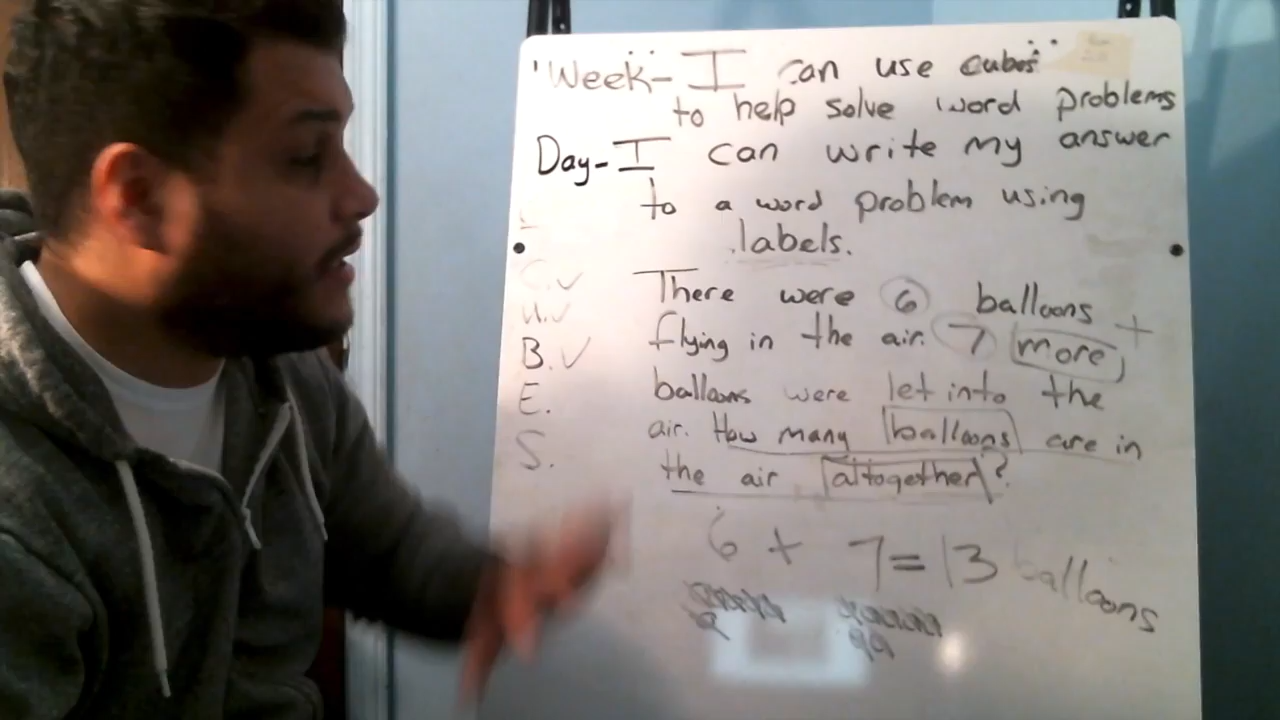 "Week- I can use cubes"
to help solve word problems
Day- I can write my answer
to a word problem using
labels.
C. ✓
U. ✓
B. ✓
E.
S.
There were 6 balloons
flying in the air. 7 more +
balloons were let into the
air. How many balloons are in
the air altogether?
6 + 7 = 13 balloons